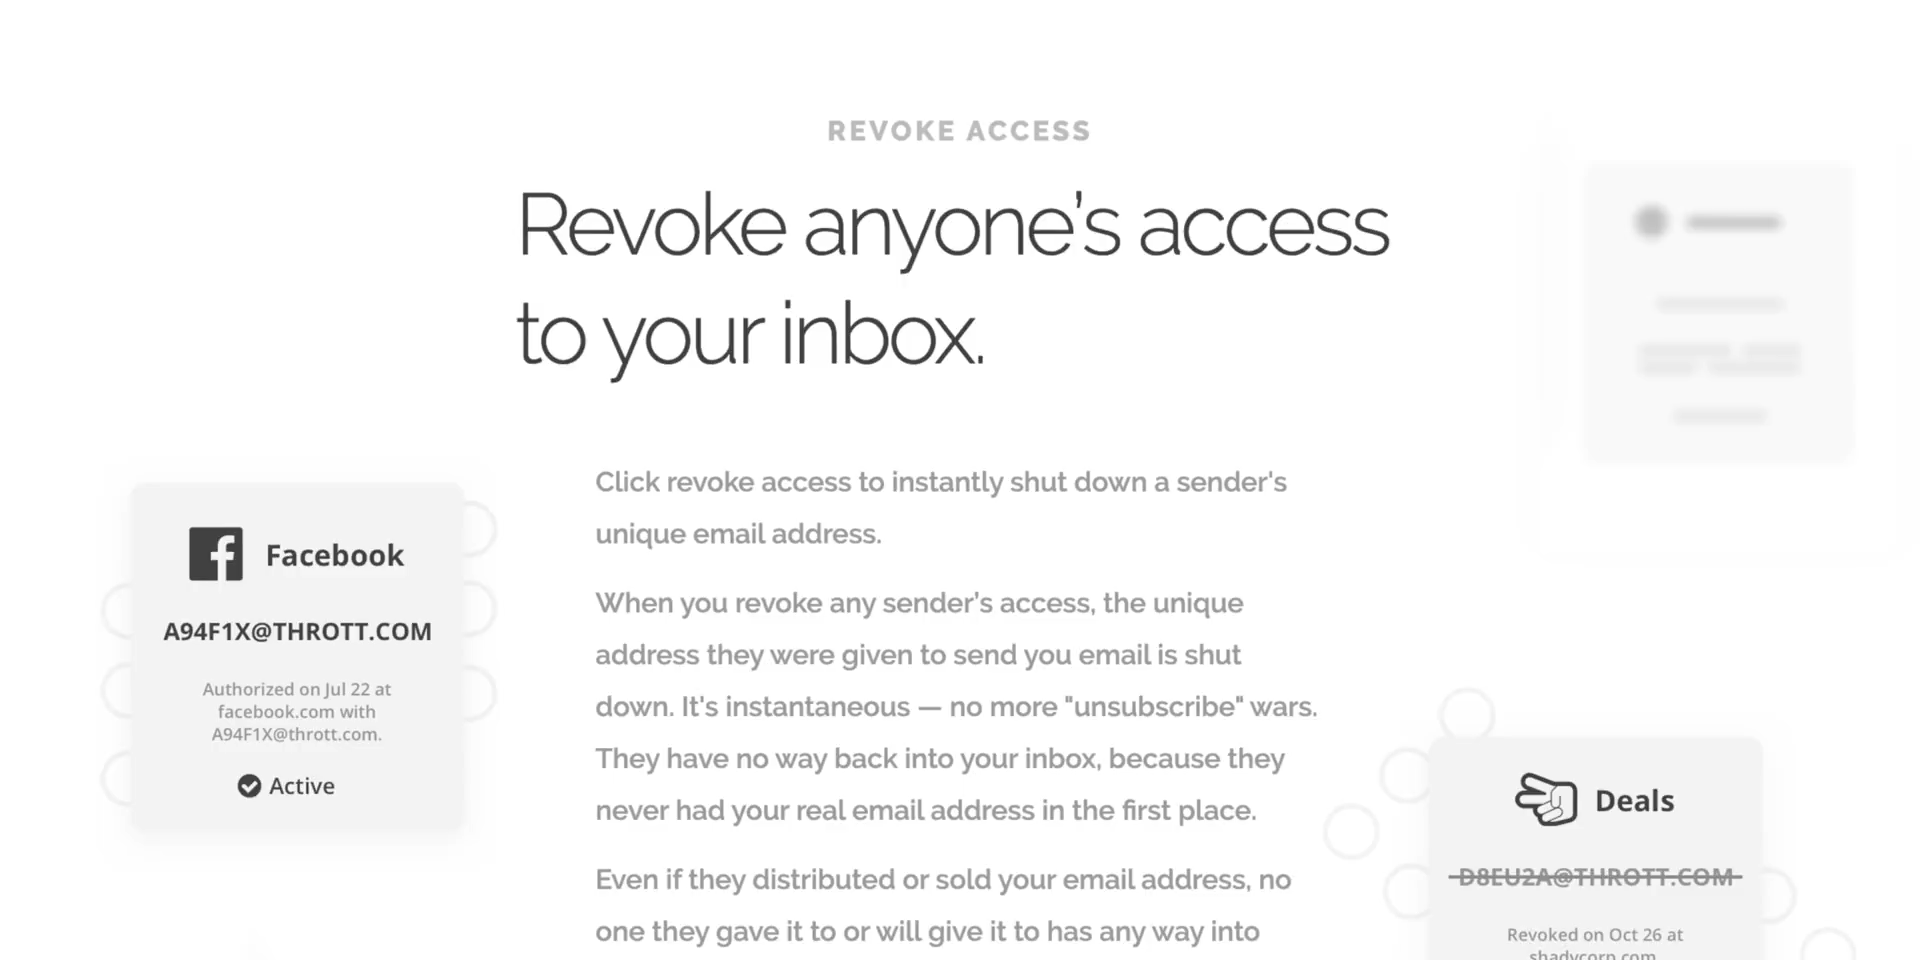 REVOKE ACCESS
Revoke anyone’s access
to your inbox.
Facebook
A94F1X@THROTT.COM
Authorized on Jul 22 at
facebook.com with
A94F1X@thrott.com.
Active
Click revoke access to instantly shut down a sender's
unique email address.
When you revoke any sender’s access, the unique
address they were given to send you email is shut
down. It's instantaneous — no more "unsubscribe" wars.
They have no way back into your inbox, because they
never had your real email address in the first place.
Even if they distributed or sold your email address, no
one they gave it to or will give it to has any way into
Deals
D8EU2A@THROTT.COM
Revoked on Oct 26 at
shadycorp.com